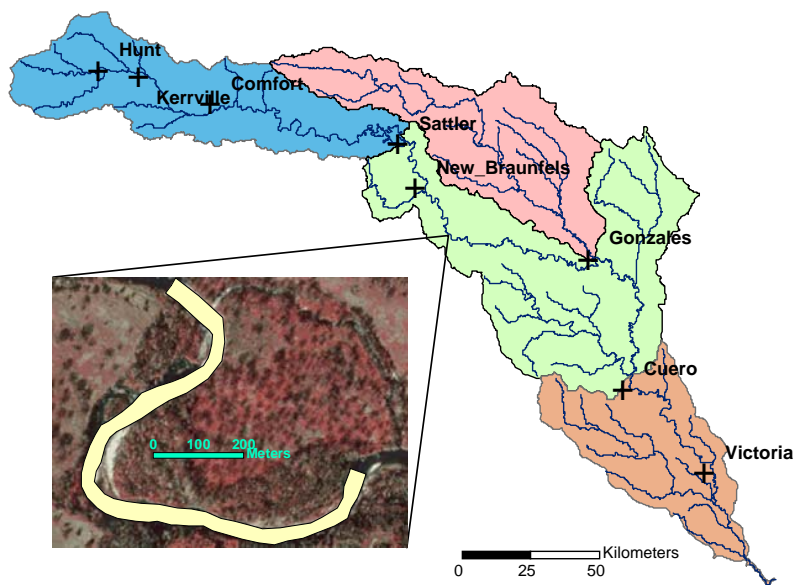 Hunt
Kerrville
Comfort
Sattler
New_Braunfels
Gonzales
Cuero
Victoria
0 100 200
Meters
Kilometers
0 25 50